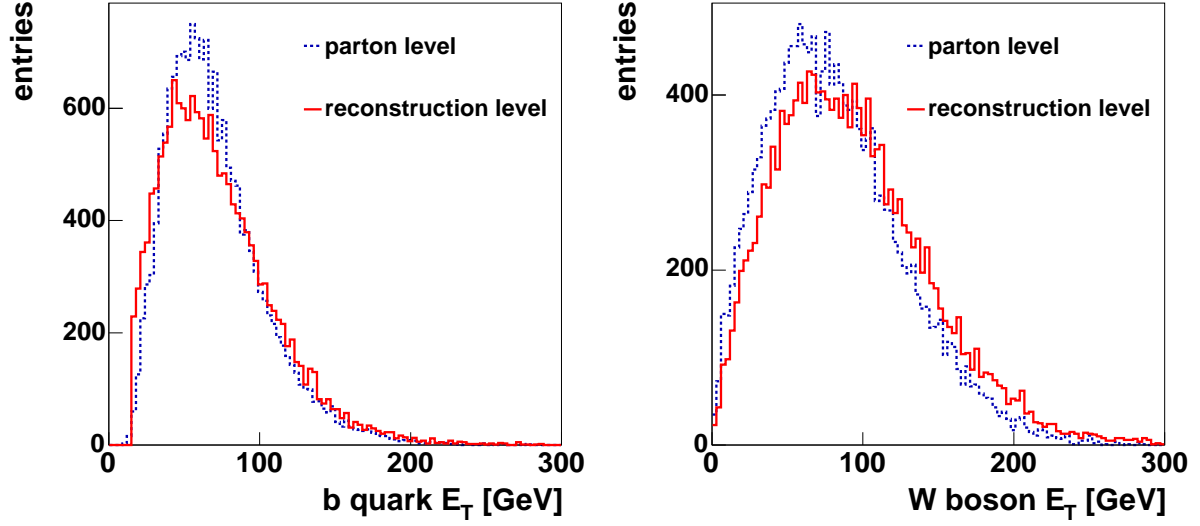 entries
parton level
reconstruction level
600
400
200
0
0 100 200 300
b quark E_T [GeV]
entries
parton level
reconstruction level
400
200
0
0 100 200 300
W boson E_T [GeV]